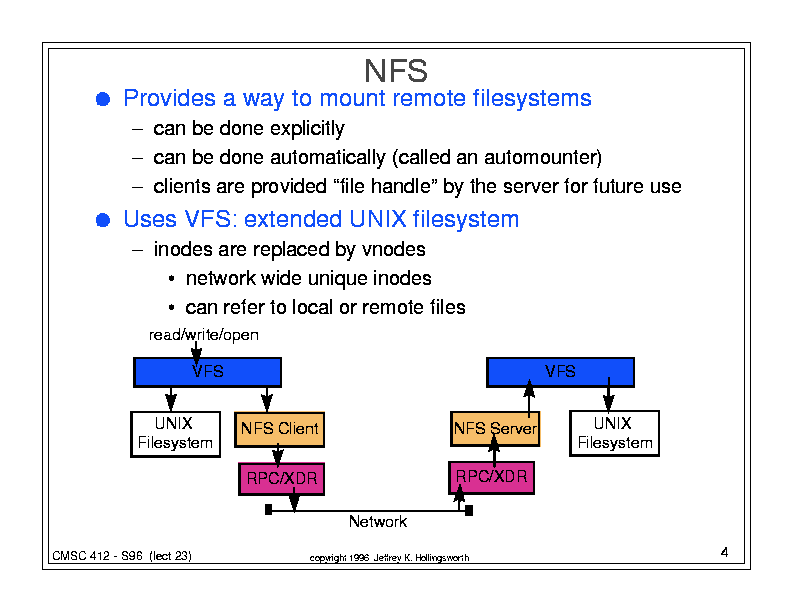 NFS
● Provides a way to mount remote filesystems
– can be done explicitly
– can be done automatically (called an automounter)
– clients are provided “file handle” by the server for future use
● Uses VFS: extended UNIX filesystem
– inodes are replaced by vnodes
• network wide unique inodes
• can refer to local or remote files
read/write/open
VFS
VFS
UNIX
Filesystem
NFS Client
NFS Server
UNIX
Filesystem
RPC/XDR
RPC/XDR
Network
CMSC 412 - S96 (lect 23)
copyright 1996 Jeffrey K. Hollingsworth
4